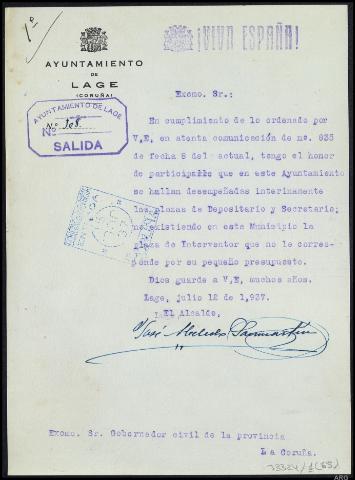 1º
¡VIVA ESPAÑA!
AYUNTAMIENTO
DE
LAGE
(CORUÑA)
AYUNTAMIENTO DE LAGE
Nº 308
SALIDA
Excmo. Sr.:
En cumplimiento de lo ordenado por
V,E, en atenta comunicación de nº. 835
de fecha 8 del actual, tengo el honor
de participarle que en este Ayuntamiento
se hallan desempeñadas interinamente
las plazas de Depositario y Secretario;
no existiendo en este Municipio la
plaza de Interventor que no le corres-
ponde por su pequeño presupuesto.
Dios guarde a V,E, muchos años.
Lage, julio 12 de 1,937.
El Alcalde,
José
Excmo. Sr. Gobernador civil de la provincia
La Coruña.
ARG